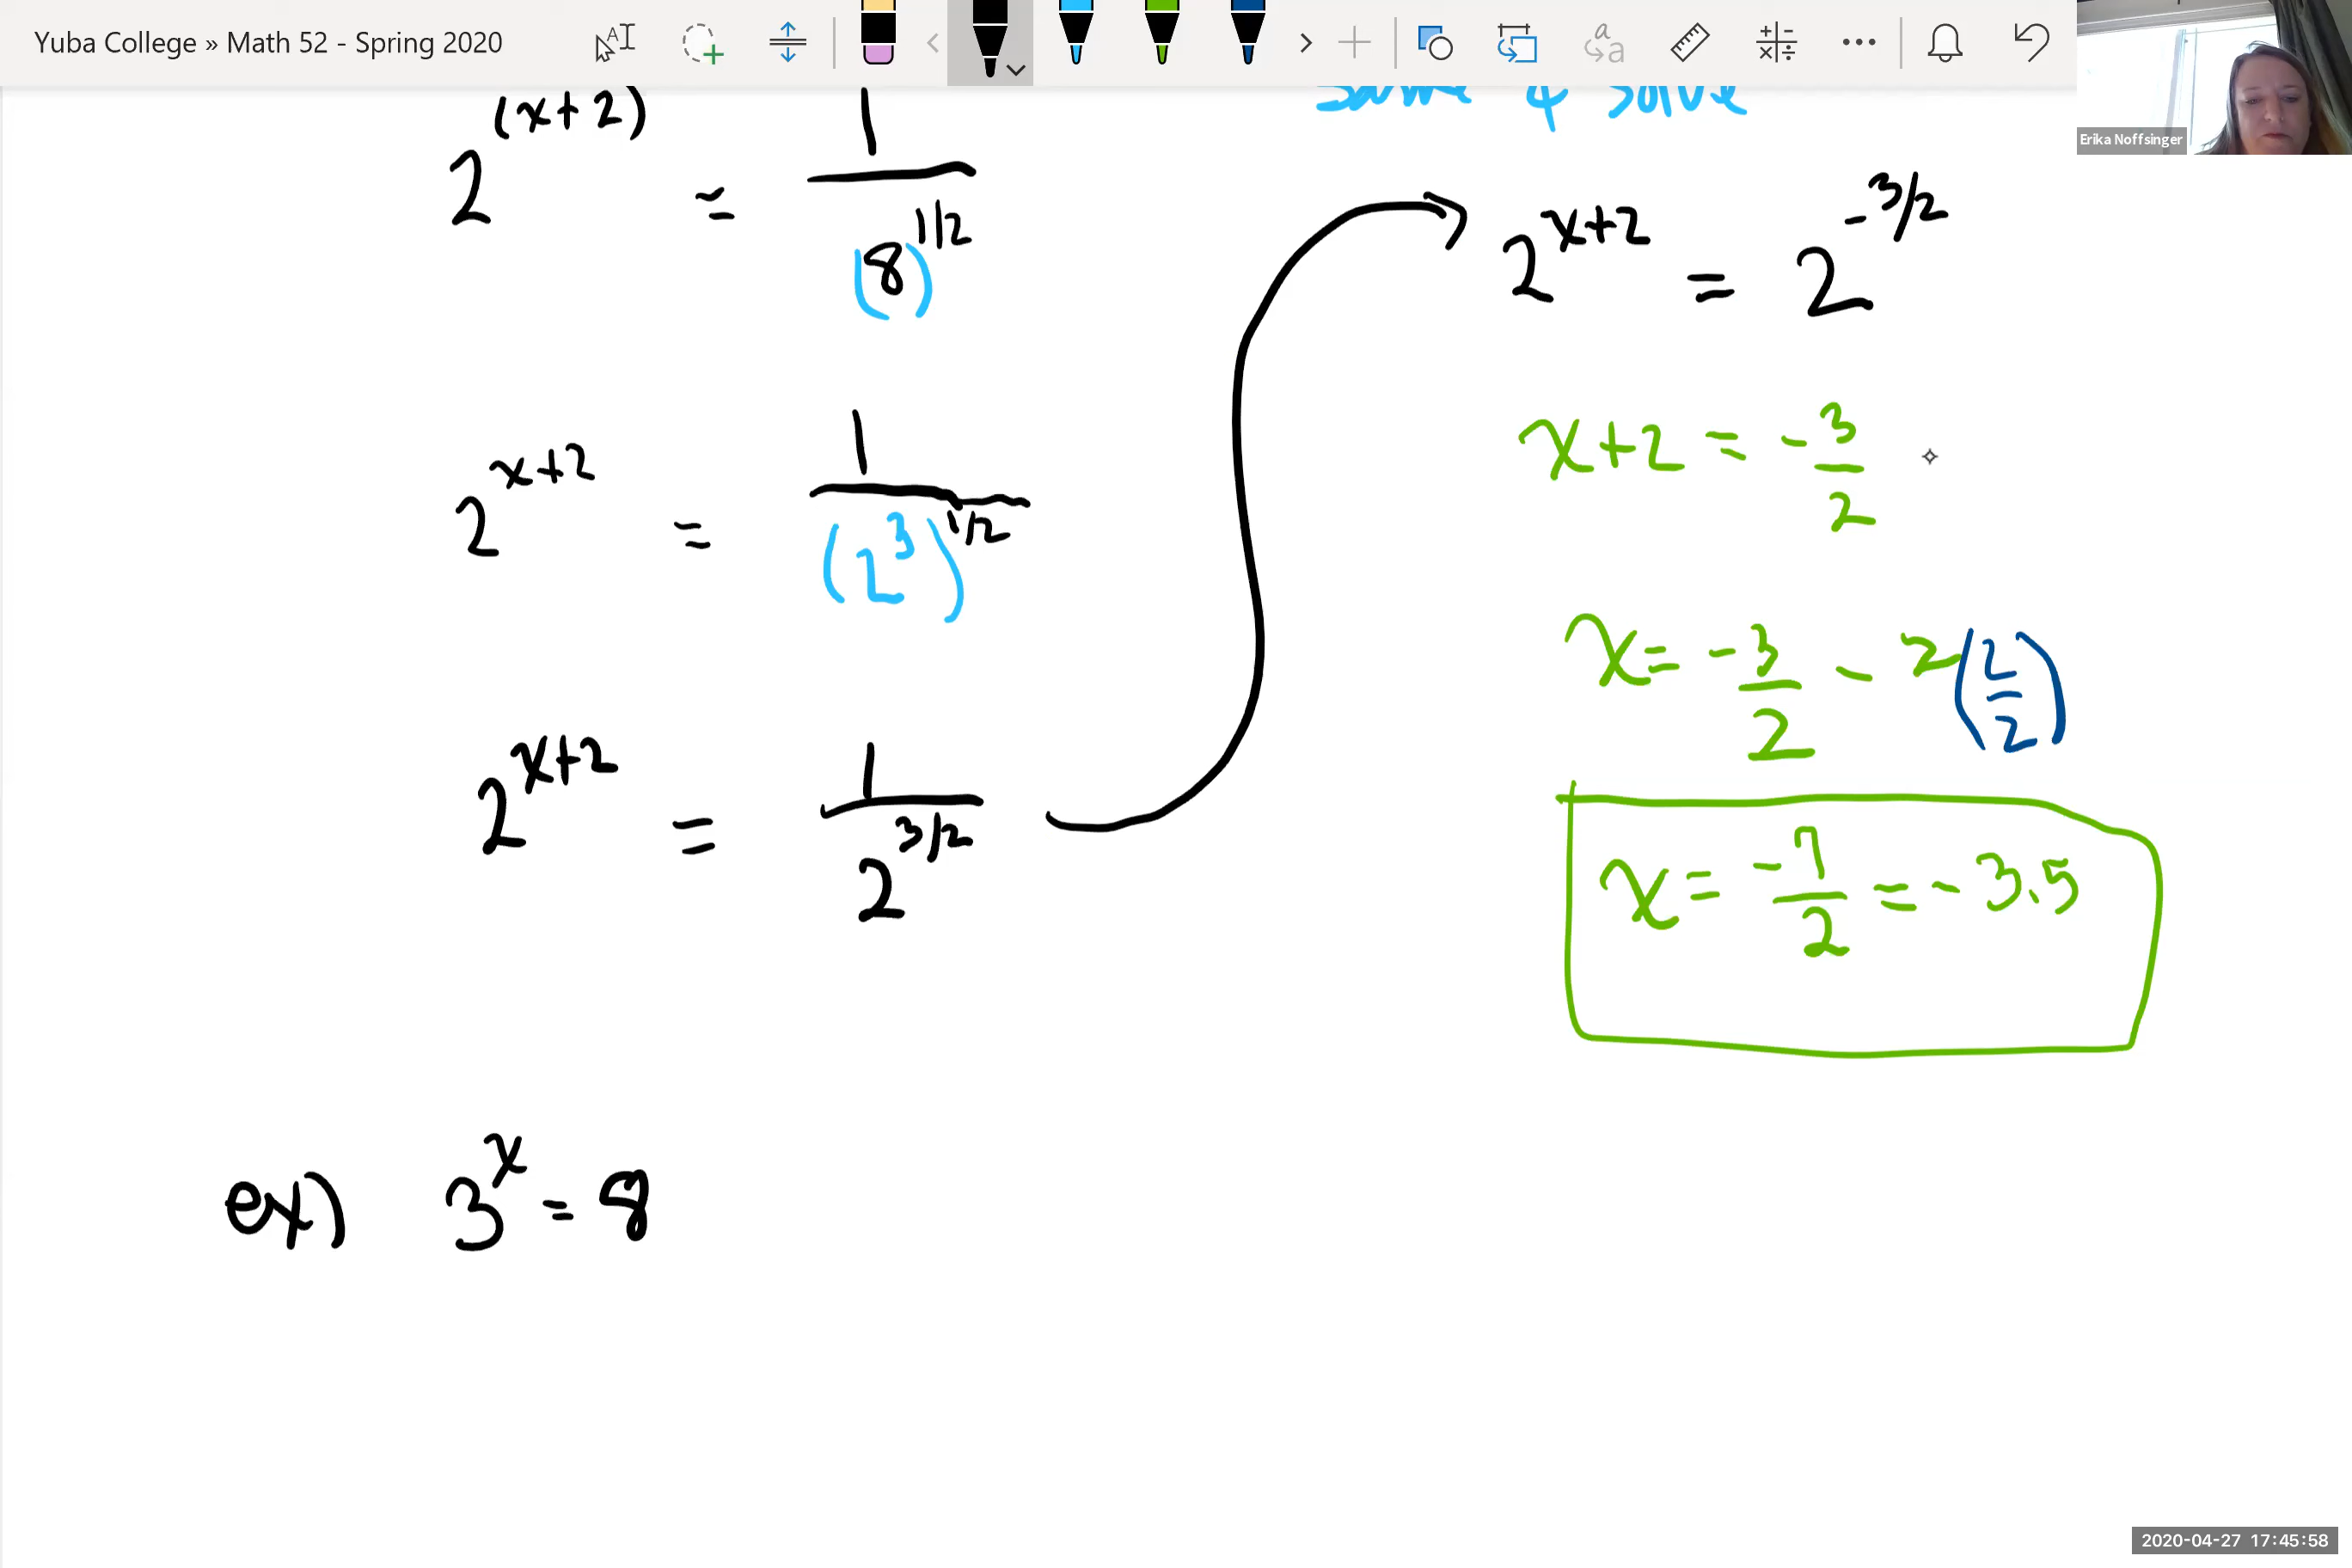 Yuba College » Math 52 - Spring 2020
Erika Noffsinger
& solve
2^(x+2) = 1/(8)^1/2
2^x+2 = 1/(2^3)^1/2
2^x+2 = 1/2^3/2
2^x+2 = 2^-3/2
x+2 = -3/2
x = -3/2 - 2(2/2)
x = -7/2 = -3.5
ex) 3^x = 8
2020-04-27 17:45:58